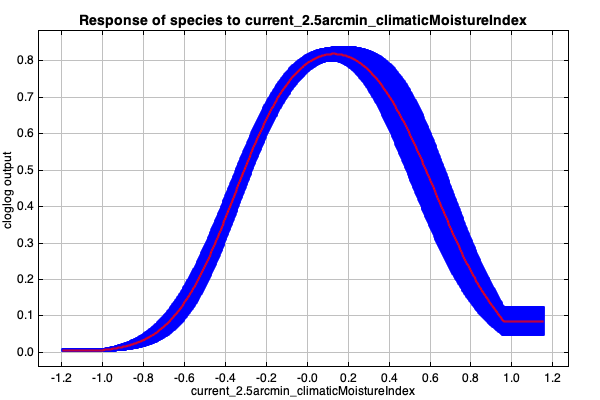 Response of species to current_2.5arcmin_climaticMoistureIndex
cloglog output
0.8
0.7
0.6
0.5
0.4
0.3
0.2
0.1
0.0
-1.2 -1.0 -0.8 -0.6 -0.4 -0.2 -0.0 0.2 0.4 0.6 0.8 1.0 1.2
current_2.5arcmin_climaticMoistureIndex